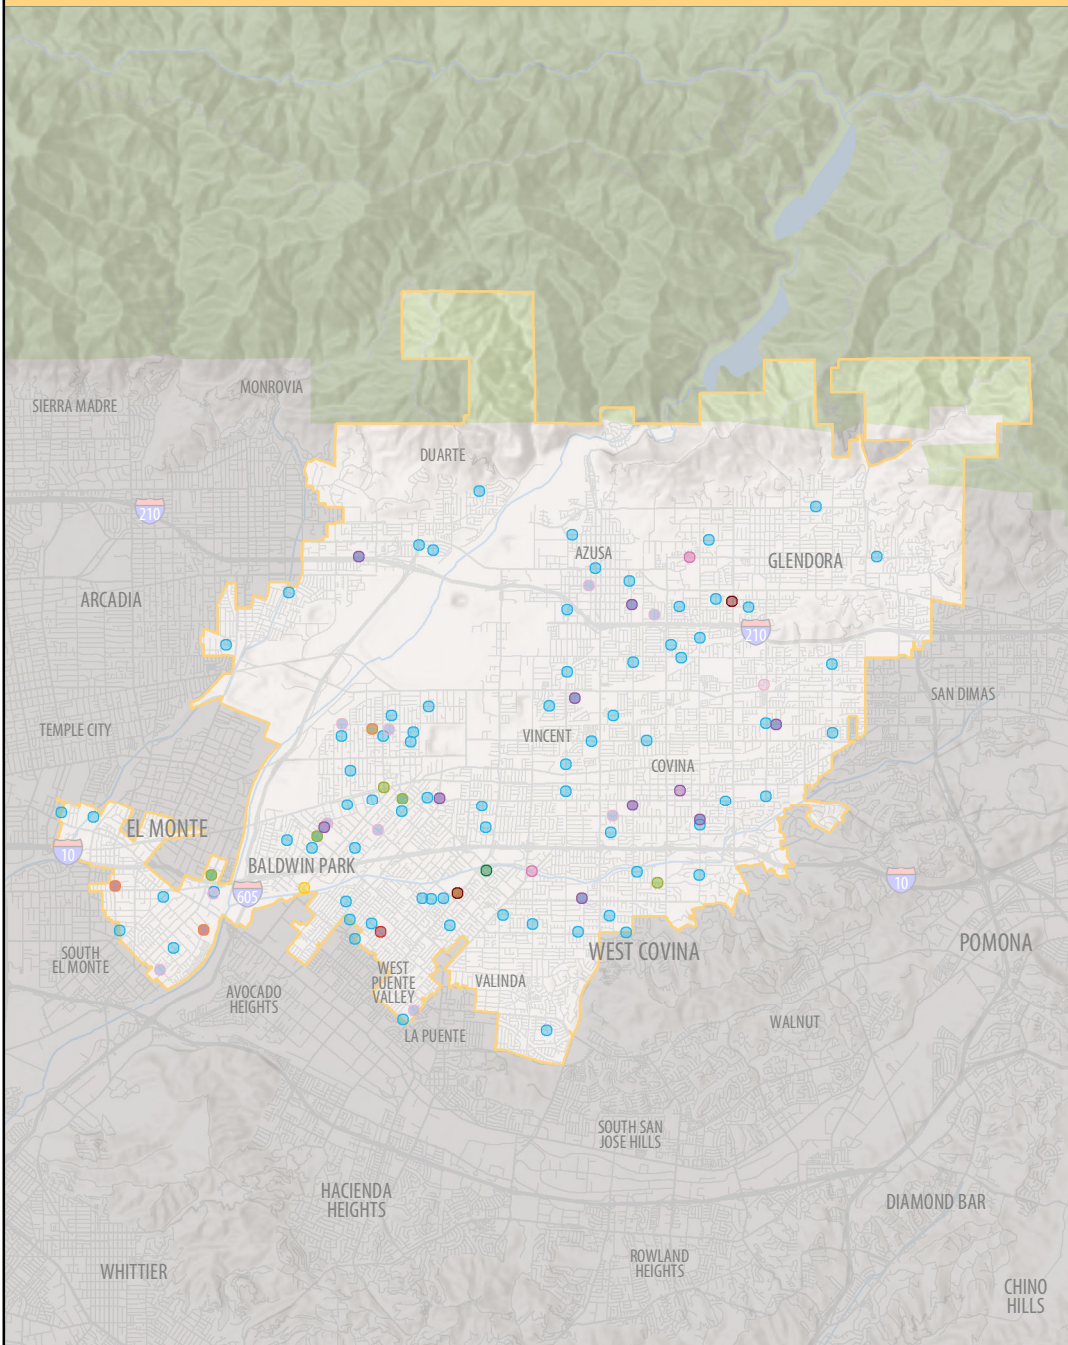 MONROVIA
SIERRA MADRE
DUARTE
210
AZUSA
GLENDORA
ARCADIA
210
SAN DIMAS
TEMPLE CITY
VINCENT
COVINA
EL MONTE
10
BALDWIN PARK
10
605
SOUTH
EL MONTE
WEST COVINA
POMONA
WEST
PUENTE
VALLEY
VALINDA
AVOCADO
HEIGHTS
WALNUT
LA PUENTE
SOUTH SAN
JOSE HILLS
HACIENDA
HEIGHTS
DIAMOND BAR
ROWLAND
HEIGHTS
WHITTIER
CHINO
HILLS